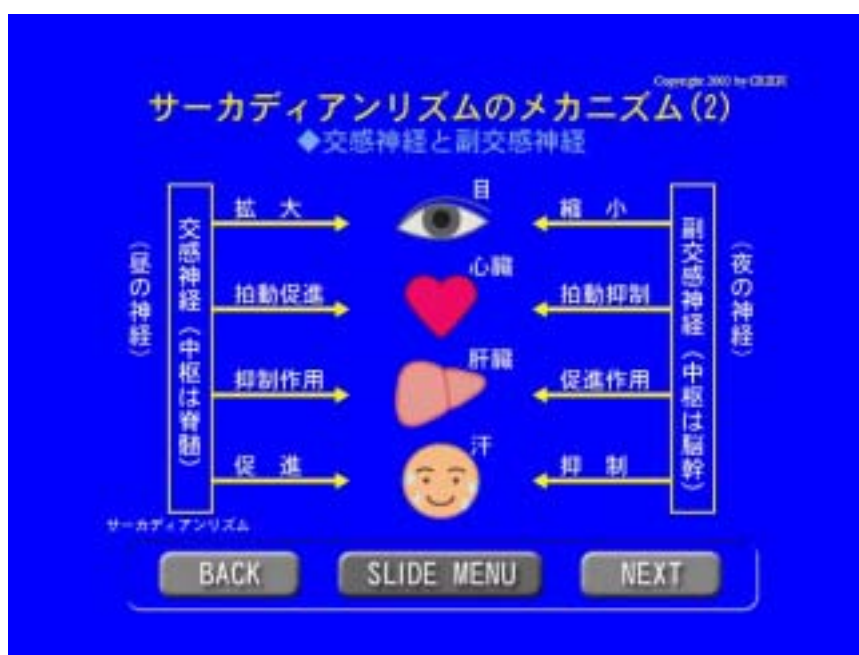 Copyright 2002 by
サーカディアンリズムのメカニズム(2)
◆交感神経と副交感神経
(昼の神経)
交感神経(中枢は脊髄)
拡 大
拍動促進
抑制作用
促 進
目
心臓
肝臓
汗
縮 小
拍動抑制
促進作用
抑 制
副交感神経(中枢は脳幹)
(夜の神経)
サーカディアンリズム
BACK
SLIDE MENU
NEXT